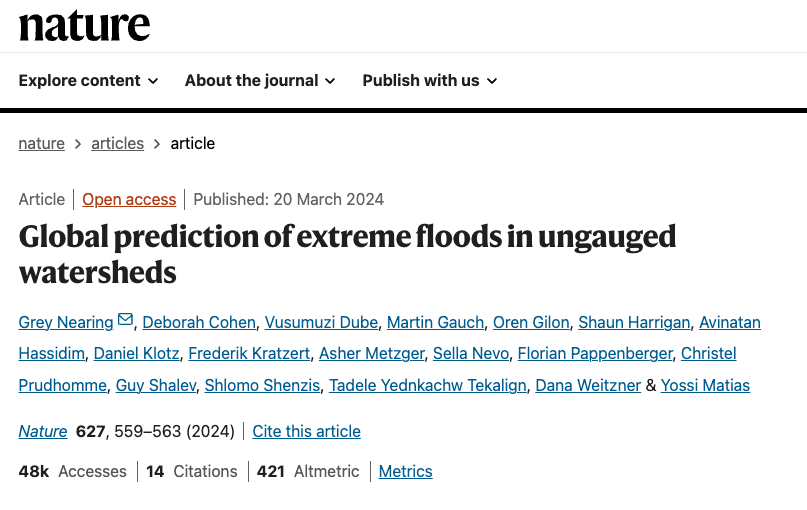 nature
Explore content About the journal Publish with us
nature > articles > article
Article | Open access | Published: 20 March 2024
Global prediction of extreme floods in ungauged
watersheds
Grey Nearing, Deborah Cohen, Vusumuzi Dube, Martin Gauch, Oren Gilon, Shaun Harrigan, Avinatan
Hassidim, Daniel Klotz, Frederik Kratzert, Asher Metzger, Sella Nevo, Florian Pappenberger, Christel
Prudhomme, Guy Shalev, Shlomo Shenzis, Tadele Yednkachw Tekalign, Dana Weitzner & Yossi Matias
Nature 627, 559–563 (2024) | Cite this article
48k Accesses | 14 Citations | 421 Altmetric | Metrics